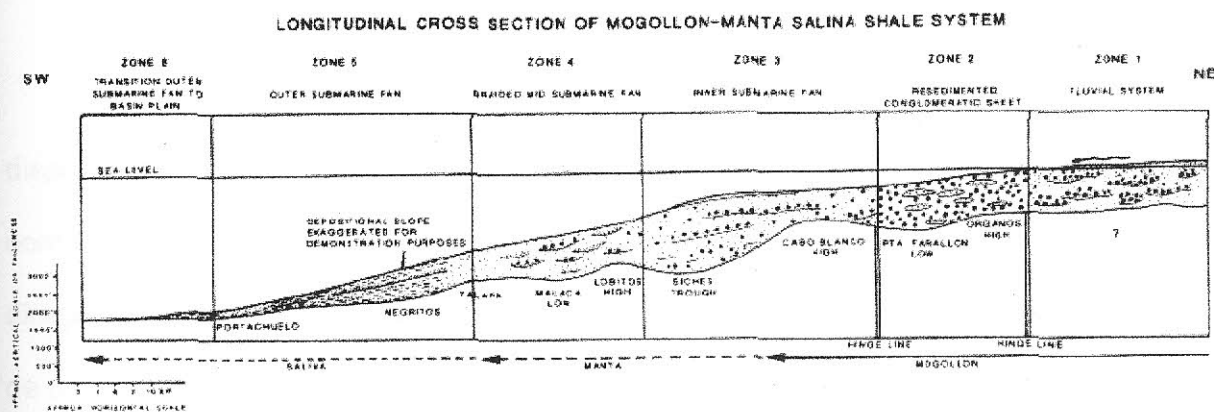 LONGITUDINAL CROSS SECTION OF MOGOLLON-MANTA SALINA SHALE SYSTEM
SW
ZONE 6
TRANSITION OUTER
SUBMARINE FAN TO
BASIN PLAIN
ZONE 5
OUTER SUBMARINE FAN
ZONE 4
BRAIDED MID SUBMARINE FAN
ZONE 3
INNER SUBMARINE FAN
ZONE 2
RESEDIMENTED
CONGLOMERATIC SHEET
ZONE 1
FLUVIAL SYSTEM
NE
SEA LEVEL
DEPOSITIONAL SLOPE
EXAGGERATED FOR
DEMONSTRATION PURPOSES
PORTACHUELO
NEGRITOS
TALARA
MALACA
LOW
LOBITOS
HIGH
SICHES
TROUGH
CABO BLANCO
HIGH
PTA. FARALLON
LOW
ORGANOS
HIGH
?
HINGE LINE
HINGE LINE
SALINA
MANTA
MOGOLLON
APPROX VERTICAL SCALE
APPROX HORIZONTAL SCALE